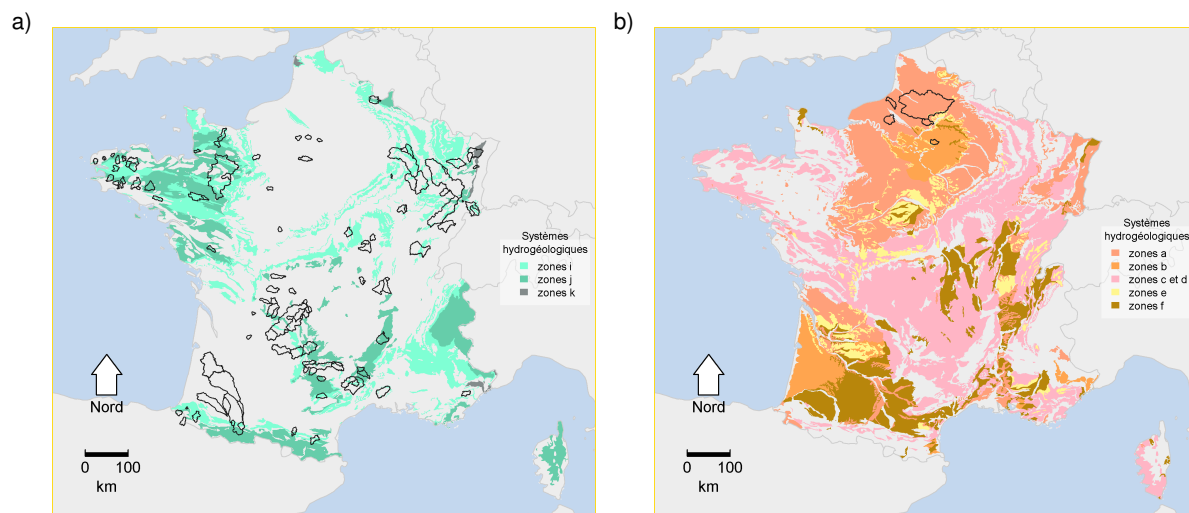 a)
Systèmes
hydrogéologiques
zones i
zones j
zones k
Nord
0 100
km
b)
Systèmes
hydrogéologiques
zones a
zones b
zones c et d
zones e
zones f
Nord
0 100
km